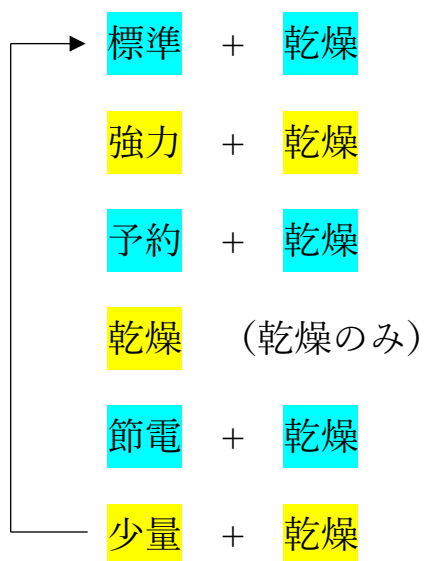 標準 + 乾燥
強力 + 乾燥
予約 + 乾燥
乾燥 （乾燥のみ）
節電 + 乾燥
少量 + 乾燥